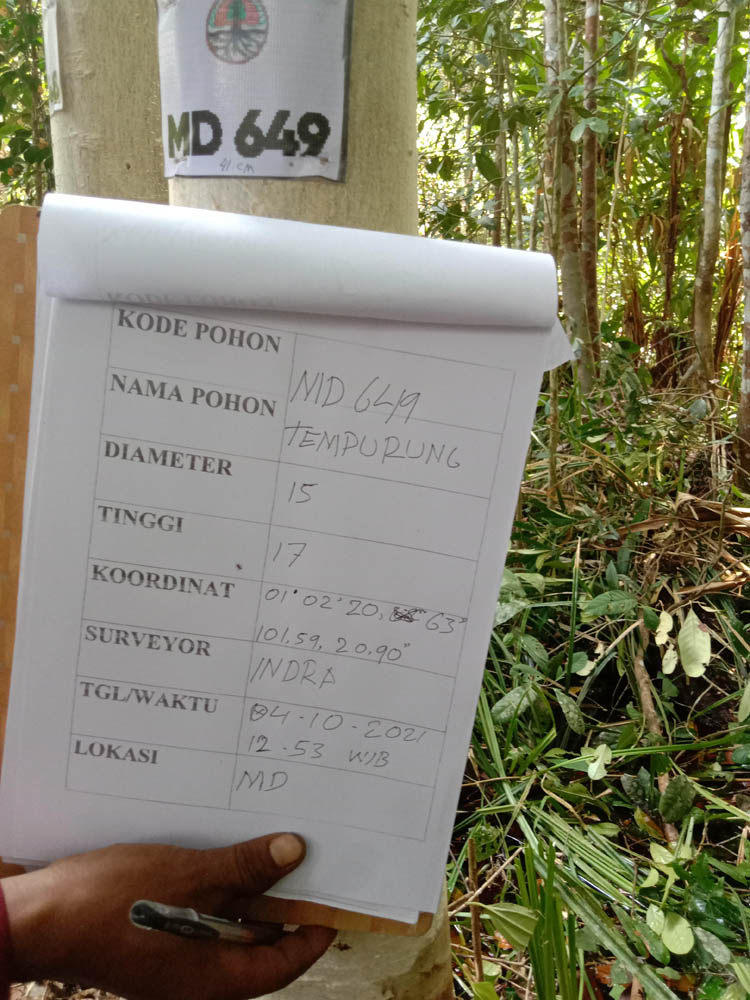 MD 649
41 cm
KODE POHON MD 649
NAMA POHON TEMPURUNG
DIAMETER 15
TINGGI 17
KOORDINAT 01° 02' 20, 63"
101.59, 20.90"
SURVEYOR INDRA
TGL/WAKTU 04-10-2021
12.53 WIB
LOKASI MD